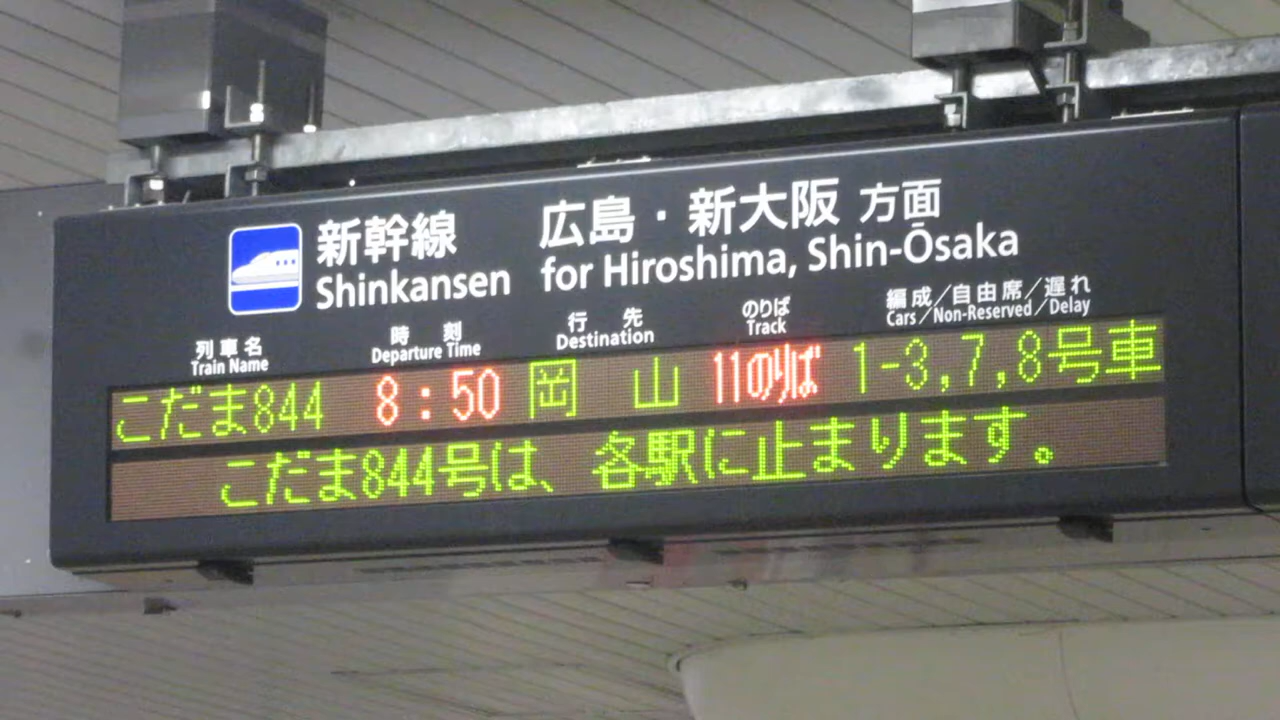 新幹線 広島・新大阪 方面
Shinkansen for Hiroshima, Shin-Ōsaka
列車名 時刻 行先 のりば 編成／自由席／遅れ
Train Name Departure Time Destination Track Cars／Non-Reserved／Delay
こだま844 8:50 岡山 11のりば 1-3,7,8号車
こだま844号は、各駅に止まります。